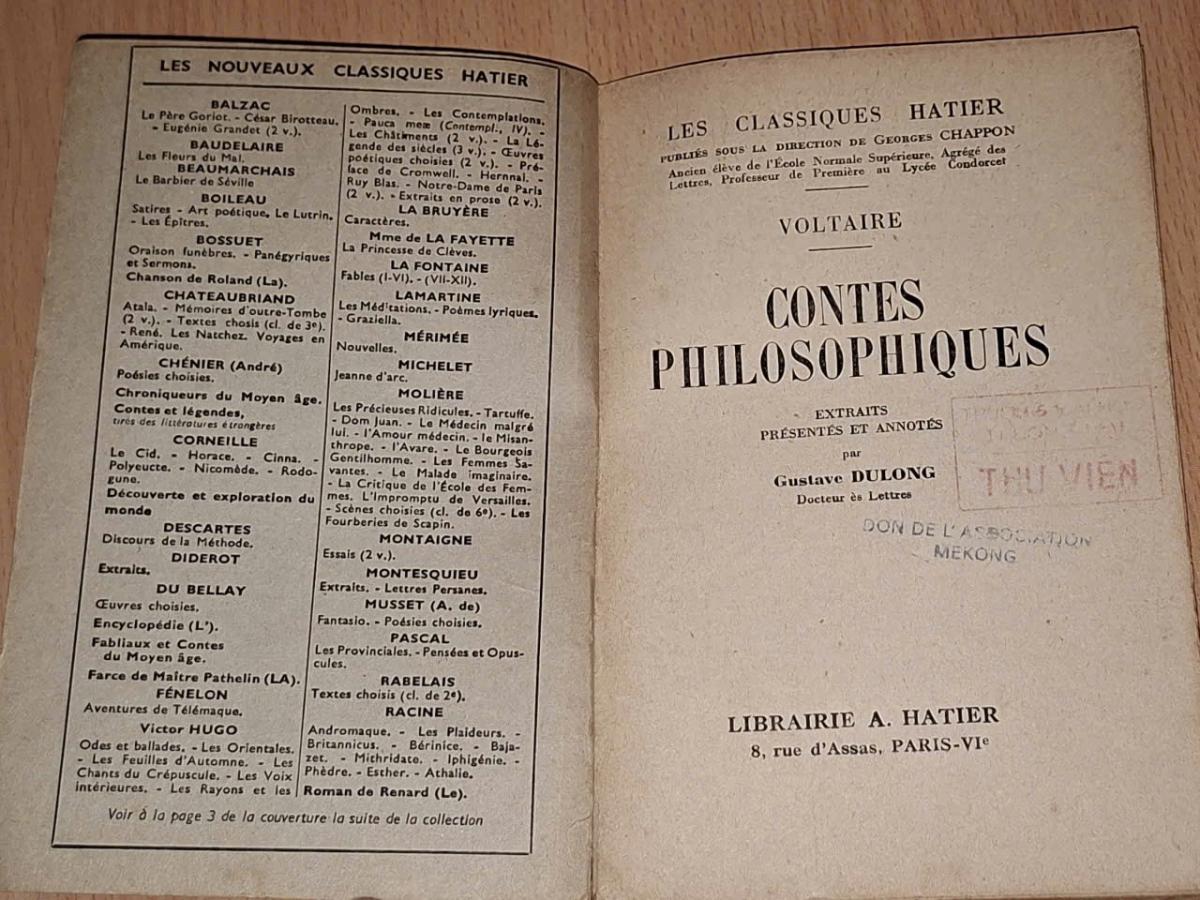 LES NOUVEAUX CLASSIQUES HATIER
BALZAC
Le Père Goriot. - César Birotteau.
- Eugénie Grandet (2 v.).
BAUDELAIRE
Les Fleurs du Mal.
BEAUMARCHAIS
Le Barbier de Séville
BOILEAU
Satires - Art poétique. Le Lutrin.
- Les Épîtres.
BOSSUET
Oraison funèbres. - Panégyriques
et Sermons.
Chanson de Roland (La).
CHATEAUBRIAND
Atala. - Mémoires d'outre-Tombe
(2 v.). - Textes chosis (cl. de 3e).
- René. Les Natchez. Voyages en
Amérique.
CHÉNIER (André)
Poésies choisies.
Chroniqueurs du Moyen âge.
Contes et légendes,
tirés des littératures étrangères
CORNEILLE
Le Cid. - Horace. - Cinna. -
Polyeucte. - Nicomède. - Rodo-
gune.
Découverte et exploration du
monde
DESCARTES
Discours de la Méthode.
DIDEROT
Extraits.
DU BELLAY
Œuvres choisies.
Encyclopédie (L').
Fabliaux et Contes
du Moyen âge.
Farce de Maître Pathelin (LA).
FÉNELON
Aventures de Télémaque.
Victor HUGO
Odes et ballades. - Les Orientales.
- Les Feuilles d'Automne. - Les
Chants du Crépuscule. - Les Voix
intérieures. - Les Rayons et les
Ombres. - Les Contemplations.
- Pauca meæ (Contempl., IV). -
Les Châtiments (2 v.). - La Lé-
gende des siècles (3 v.). - Œuvres
poétiques choisies (2 v.). - Pré-
face de Cromwell. - Hernnal. -
Ruy Blas. - Notre-Dame de Paris
(2 v.). - Extraits en prose (2 v.).
LA BRUYÈRE
Caractères.
Mme de LA FAYETTE
La Princesse de Clèves.
LA FONTAINE
Fables (I-VI). - (VII-XII).
LAMARTINE
Les Méditations. - Poèmes lyriques.
- Graziella.
MÉRIMÉE
Nouvelles.
MICHELET
Jeanne d'arc.
MOLIÈRE
Les Précieuses Ridicules. - Tartuffe.
- Dom Juan. - Le Médecin malgré
lui. - l'Amour médecin. - le Misan-
thrope. - l'Avare. - Le Bourgeois
Gentilhomme. - Les Femmes Sa-
vantes. - Le Malade imaginaire.
- La Critique de l'École des Fem-
mes. L'Impromptu de Versailles.
- Scènes choisies (cl. de 6e). - Les
Fourberies de Scapin.
MONTAIGNE
Essais (2 v.).
MONTESQUIEU
Extraits. - Lettres Persanes.
MUSSET (A. de)
Fantasio. - Poésies choisies.
PASCAL
Les Provinciales. - Pensées et Opus-
cules.
RABELAIS
Textes choisis (cl. de 2e).
RACINE
Andromaque. - Les Plaideurs. -
Britannicus. - Bérinice. - Baja-
zet. - Mithridate. - Iphigénie. -
Phèdre. - Esther. - Athalie.
Roman de Renard (Le).
Voir à la page 3 de la couverture la suite de la collection
LES CLASSIQUES HATIER
PUBLIÉS SOUS LA DIRECTION DE GEORGES CHAPPON
Ancien élève de l'École Normale Supérieure, Agrégé des
Lettres, Professeur de Première au Lycée Condorcet
VOLTAIRE
CONTES
PHILOSOPHIQUES
EXTRAITS
PRÉSENTÉS ET ANNOTÉS
par
Gustave DULONG
Docteur ès Lettres
THU VIEN
DON DE L'ASSOCIATION
MEKONG
LIBRAIRIE A. HATIER
8, rue d'Assas, PARIS-VIe